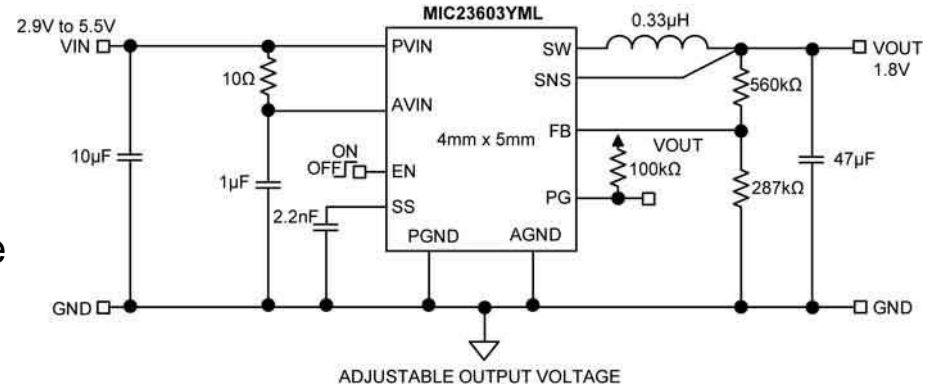 MIC23603YML
2.9V to 5.5V
VIN
PVIN
SW
0.33µH
VOUT
1.8V
10Ω
SNS
560kΩ
AVIN
FB
4mm x 5mm
VOUT
10µF
ON
OFF
EN
100kΩ
47µF
1µF
287kΩ
2.2nF
SS
PG
PGND
AGND
GND
GND
ADJUSTABLE OUTPUT VOLTAGE
e